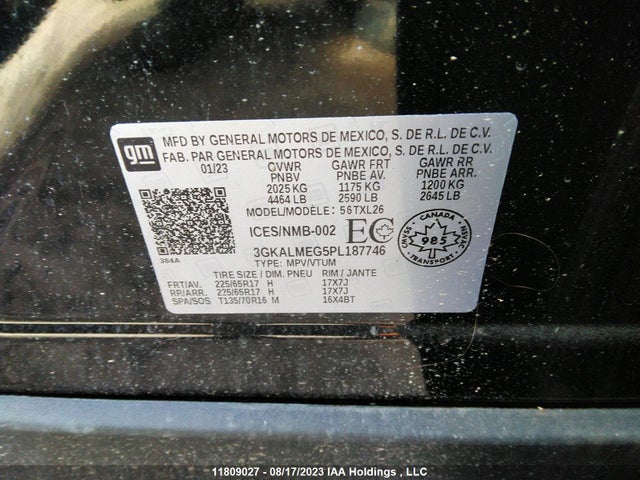 gm
MFD BY GENERAL MOTORS DE MEXICO, S. DE R.L. DE C.V.
FAB. PAR GENERAL MOTORS DE MEXICO, S. DE R.L. DE C.V.
01/23 GVWR GAWR FRT GAWR RR
PNBV PNBE AV. PNBE ARR.
2025 KG 1175 KG 1200 KG
4464 LB 2590 LB 2645 LB
MODEL/MODÈLE: 56TXL26
ICES/NMB-002 EC
CANADA
985
3GKALMEG5PL187746
384A
TYPE: MPV/VTUM
TIRE SIZE / DIM. PNEU RIM / JANTE
FRT/AV. 225/65R17 H 17X7J
RR/ARR. 225/65R17 H 17X7J
SPA/SOS T135/70R16 M 16X4BT
11809027 - 08/17/2023 IAA Holdings , LLC